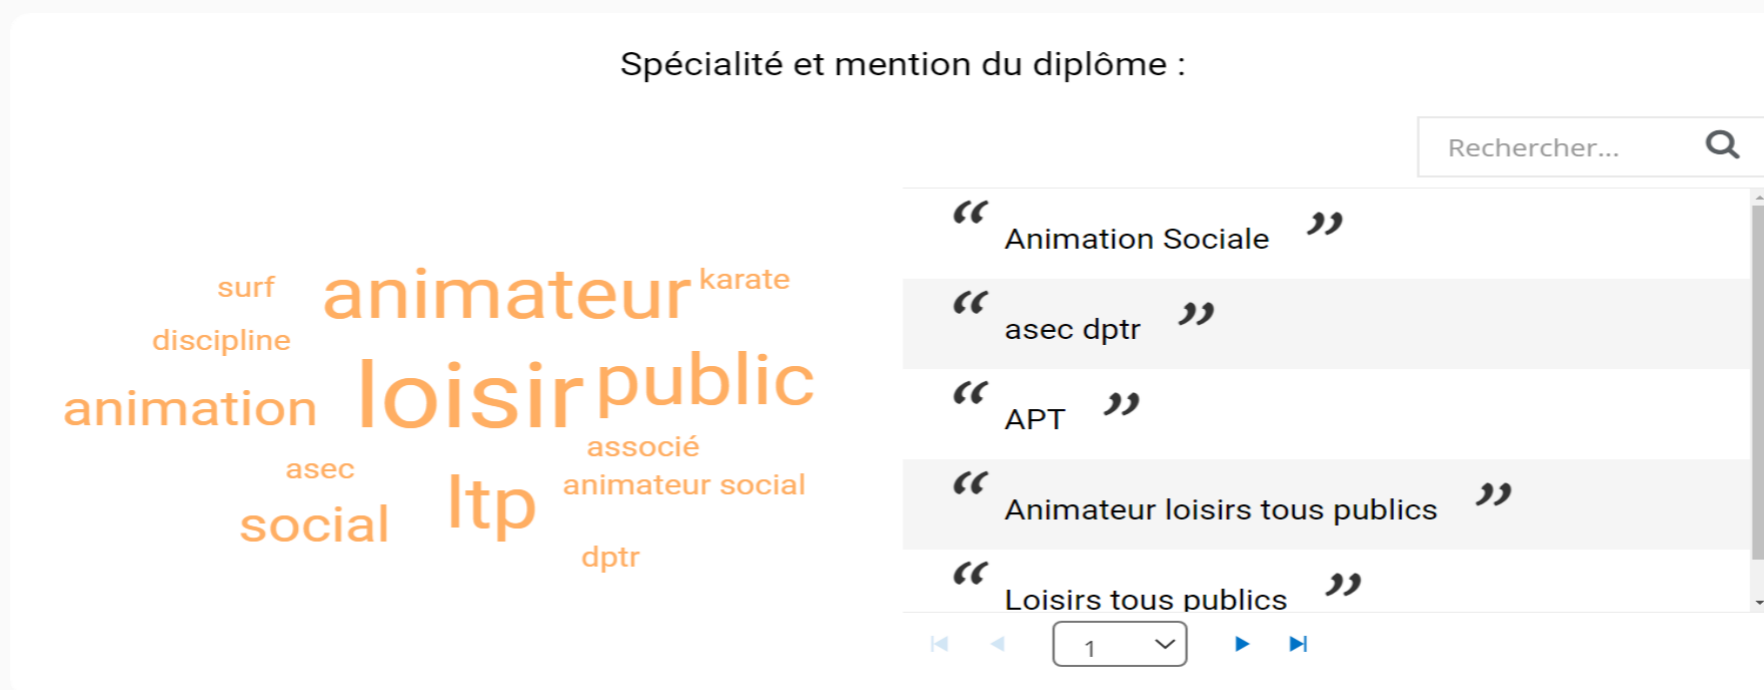 Spécialité et mention du diplôme :
Rechercher...
surf
animateur
karate
discipline
animation
loisir
public
associé
asec
ltp
animateur social
social
dptr
“ Animation Sociale ”
“ asec dptr ”
“ APT ”
“ Animateur loisirs tous publics ”
“ Loisirs tous publics ”
1